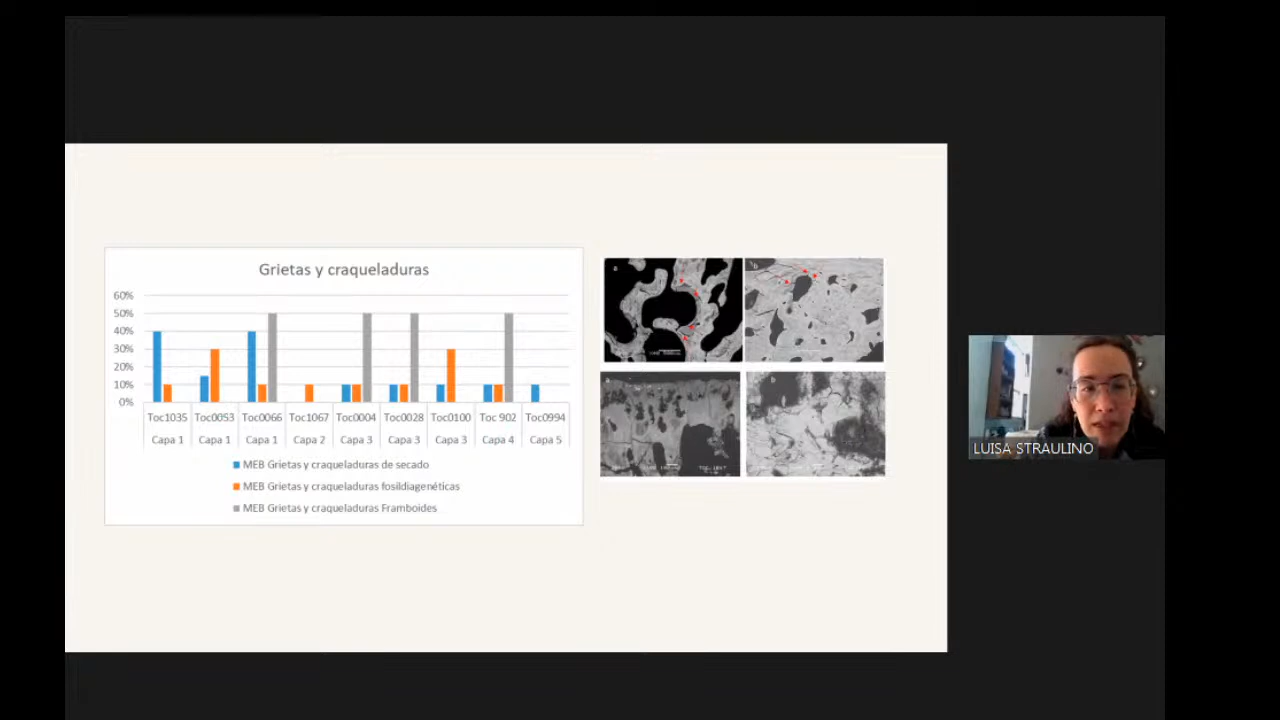 Grietas y craqueladuras
60%
50%
40%
30%
20%
10%
0%
Toc1035 Toc0053 Toc0066 Toc1067 Toc0004 Toc0028 Toc0100 Toc 902 Toc0994
Capa 1 Capa 1 Capa 1 Capa 2 Capa 3 Capa 3 Capa 3 Capa 4 Capa 5
MEB Grietas y craqueladuras de secado
MEB Grietas y craqueladuras fosildiagenéticas
MEB Grietas y craqueladuras Framboides
a
b
a
b
LUISA STRAULINO